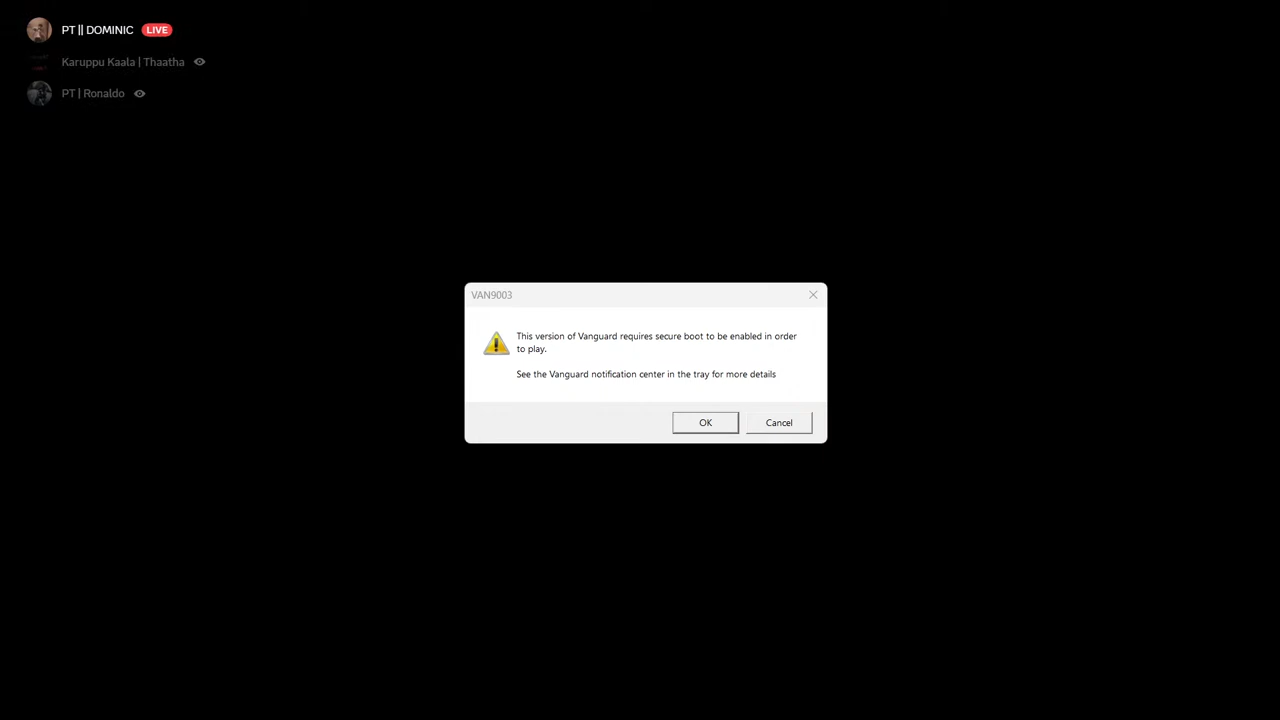 PT || DOMINIC LIVE
Karuppu Kaala | Thaatha
PT | Ronaldo
VAN9003
This version of Vanguard requires secure boot to be enabled in order
to play.
See the Vanguard notification center in the tray for more details
OK Cancel